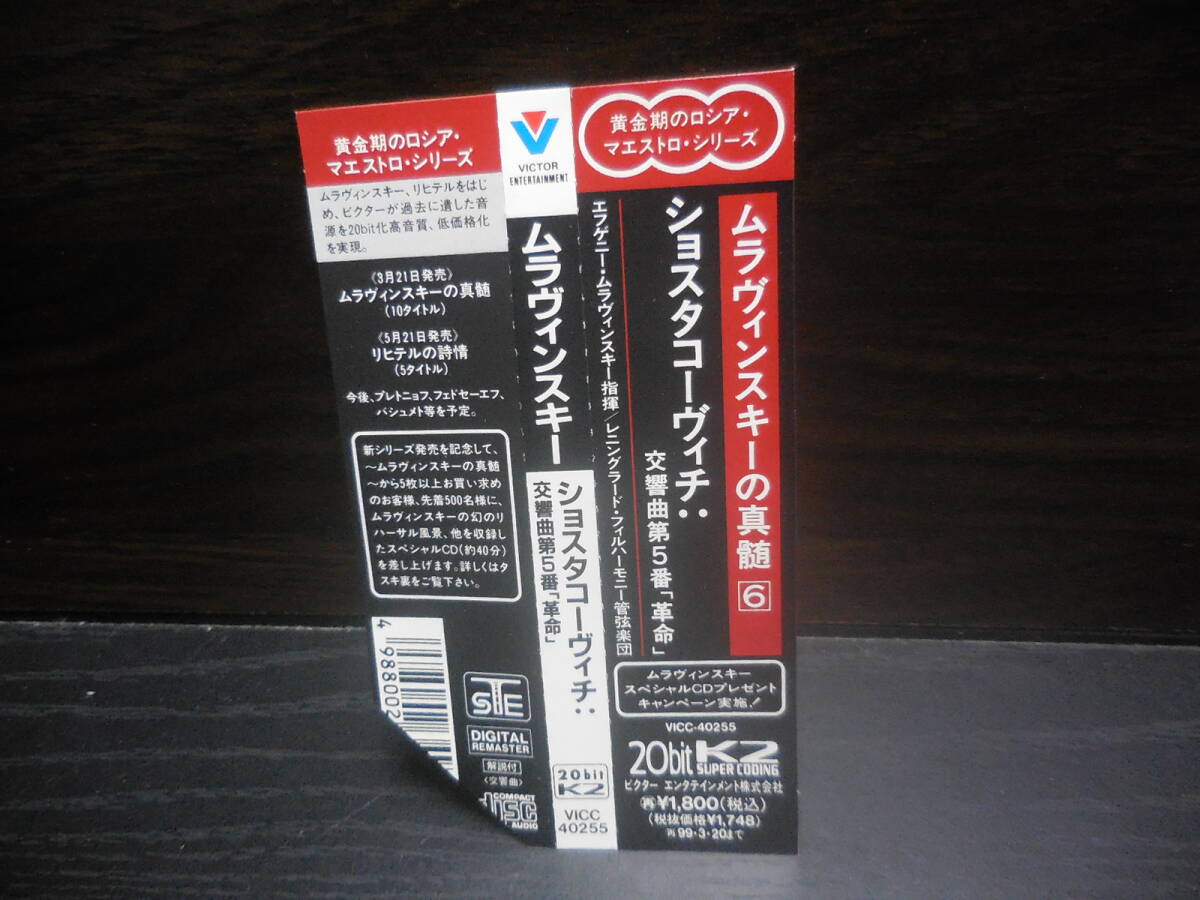 黄金期のロシア・
マエストロ・シリーズ
ムラヴィンスキー、リヒテルをはじ
め、ビクターが過去に遺した音
源を20bit化高音質、低価格化
を実現。
《3月21日発売》
ムラヴィンスキーの真髄
(10タイトル)
《5月21日発売》
リヒテルの詩情
(5タイトル)
今後、プレトニョフ、フェドセーエフ、
バシュメト等を予定。
新シリーズ発売を記念して、
～ムラヴィンスキーの真髄
～から5枚以上お買い求め
のお客様、先着500名様に、
ムラヴィンスキーの幻のリ
ハーサル風景、他を収録し
たスペシャルCD(約40分)
を差し上げます。詳しくはタ
スキ裏をご覧下さい。
4 988002
STE
DIGITAL
REMASTER
解説付
〈交響曲〉
COMPACT
disc
AUDIO
VICTOR
ENTERTAINMENT
ムラヴィンスキー
ショスタコーヴィチ:
交響曲第5番「革命」
20bit
K2
VICC
40255
黄金期のロシア・
マエストロ・シリーズ
ムラヴィンスキーの真髄 6
ショスタコーヴィチ:
交響曲第5番「革命」
エフゲニー・ムラヴィンスキー指揮/レニングラード・フィルハーモニー管弦楽団
ムラヴィンスキー
スペシャルCDプレゼント
キャンペーン実施!
VICC-40255
20bit K2
SUPER CODING
ビクター エンタテインメント株式会社
再¥1,800(税込)
(税抜価格¥1,748)
再99・3・20まで